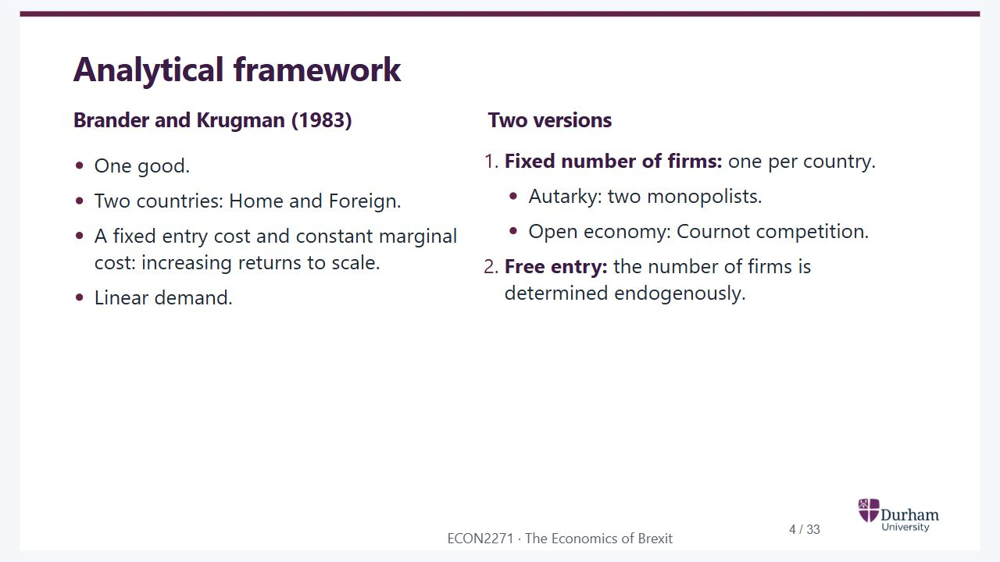 Analytical framework
Brander and Krugman (1983)
• One good.
• Two countries: Home and Foreign.
• A fixed entry cost and constant marginal
cost: increasing returns to scale.
• Linear demand.
Two versions
1. Fixed number of firms: one per country.
• Autarky: two monopolists.
• Open economy: Cournot competition.
2. Free entry: the number of firms is
determined endogenously.
ECON2271 · The Economics of Brexit
4 / 33
Durham
University